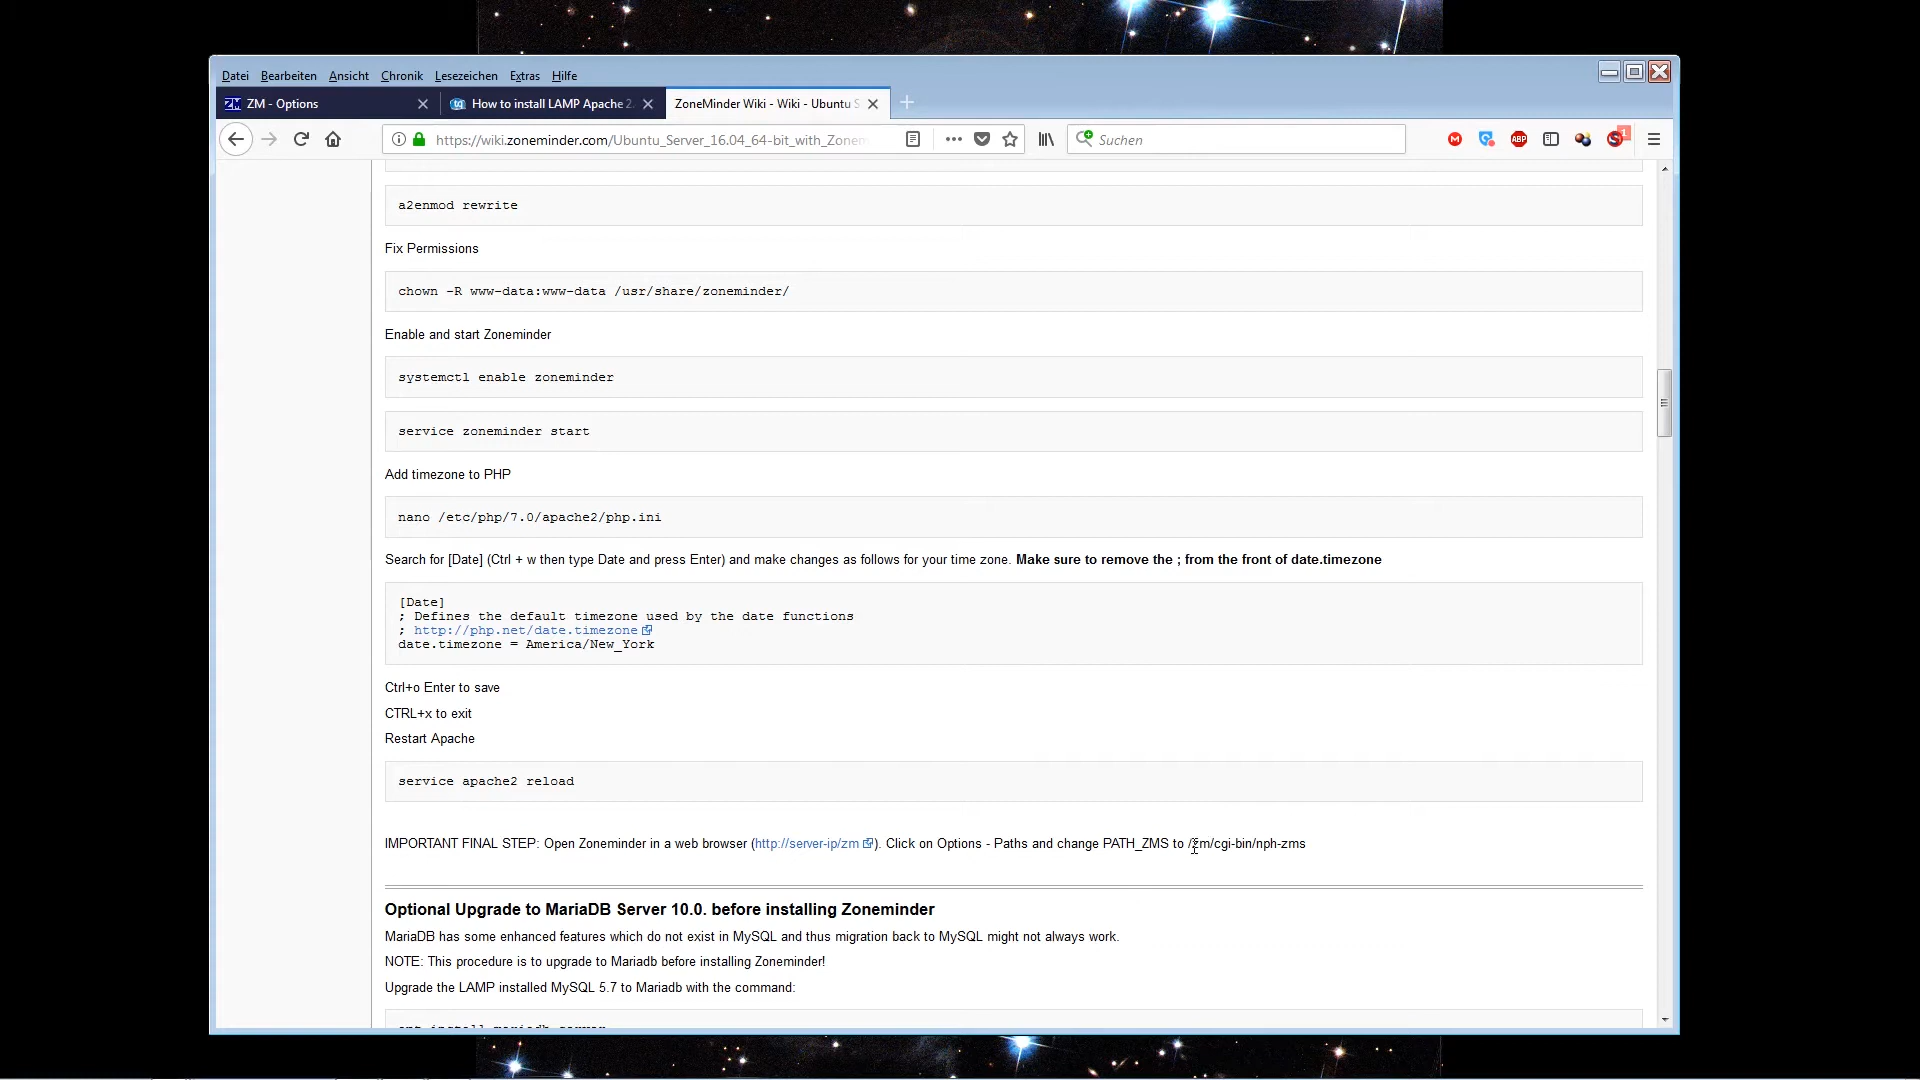 Datei Bearbeiten Ansicht Chronik Lesezeichen Extras Hilfe
ZM - Options
How to install LAMP Apache 2.
ZoneMinder Wiki - Wiki - Ubuntu S
https://wiki.zoneminder.com/Ubuntu_Server_16.04_64-bit_with_Zonem
Suchen
M
ABP
S
1
a2enmod rewrite
Fix Permissions
chown -R www-data:www-data /usr/share/zoneminder/
Enable and start Zoneminder
systemctl enable zoneminder
service zoneminder start
Add timezone to PHP
nano /etc/php/7.0/apache2/php.ini
Search for [Date] (Ctrl + w then type Date and press Enter) and make changes as follows for your time zone. Make sure to remove the ; from the front of date.timezone
[Date]
; Defines the default timezone used by the date functions
; http://php.net/date.timezone
date.timezone = America/New_York
Ctrl+o Enter to save
CTRL+x to exit
Restart Apache
service apache2 reload
IMPORTANT FINAL STEP: Open Zoneminder in a web browser (http://server-ip/zm). Click on Options - Paths and change PATH_ZMS to /zm/cgi-bin/nph-zms
Optional Upgrade to MariaDB Server 10.0. before installing Zoneminder
MariaDB has some enhanced features which do not exist in MySQL and thus migration back to MySQL might not always work.
NOTE: This procedure is to upgrade to Mariadb before installing Zoneminder!
Upgrade the LAMP installed MySQL 5.7 to Mariadb with the command:
apt install mariadb-server